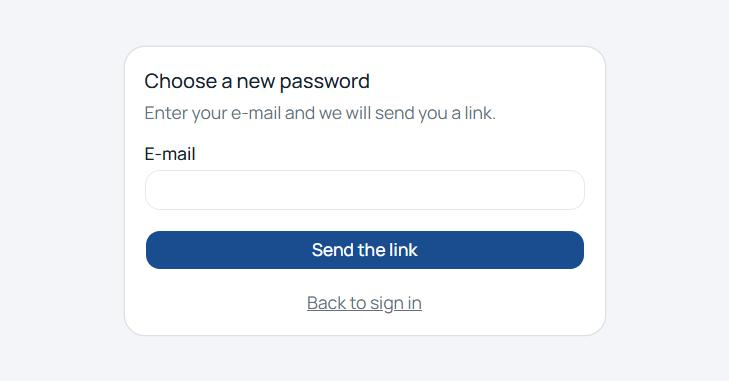 Choose a new password
Enter your e-mail and we will send you a link.
E-mail
Send the link
Back to sign in